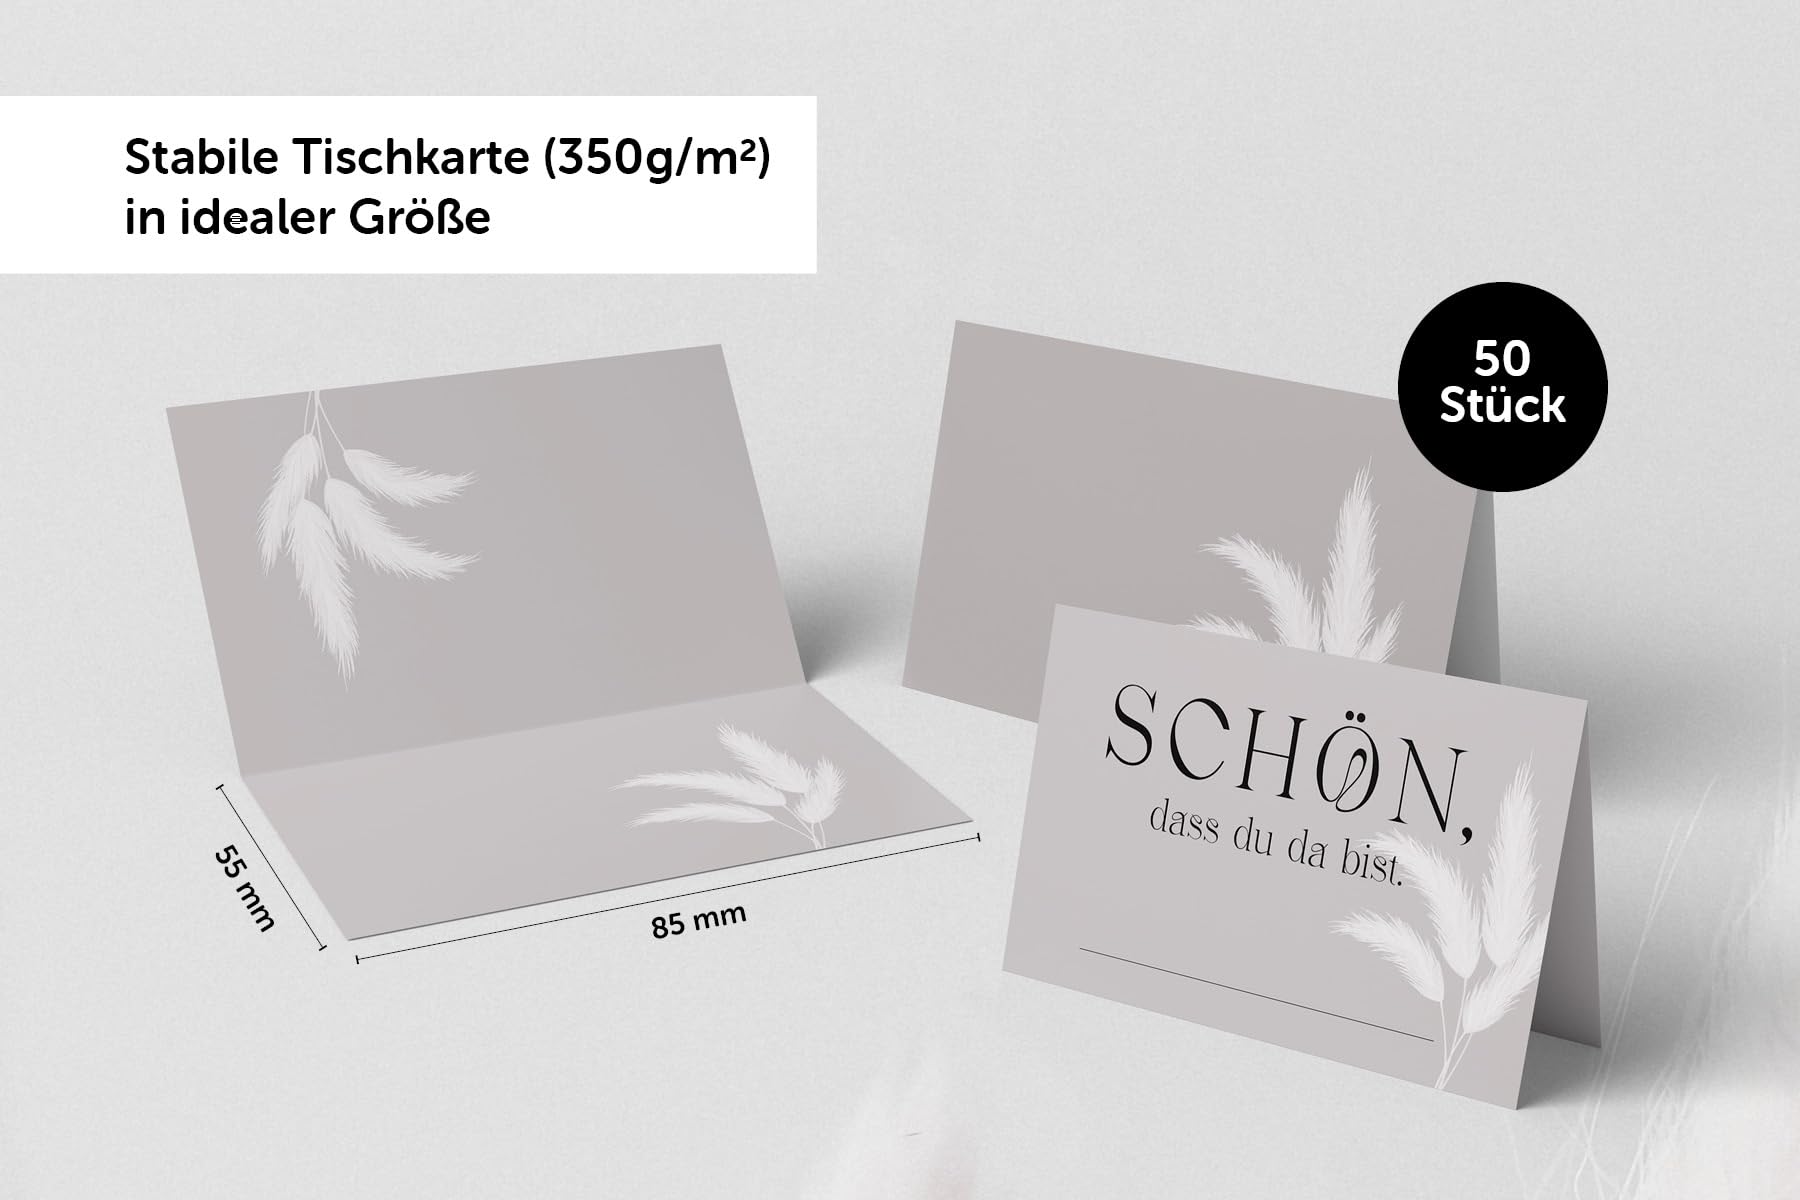 Stabile Tischkarte (350g/m²)
in idealer Größe
50
Stück
SCHÖN,
dass du da bist.
55 mm
85 mm